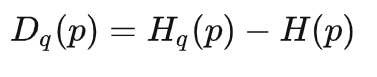 D_q(p) = H_q(p) − H(p)